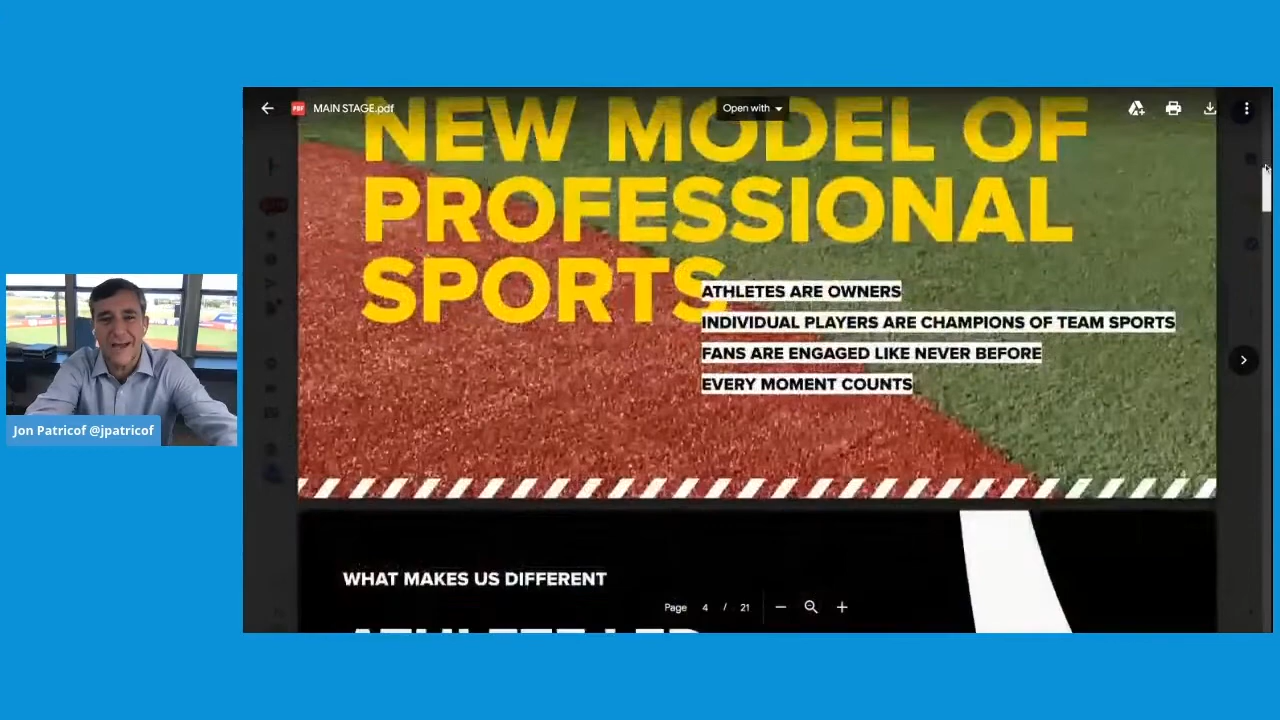 MAIN STAGE.pdf
Open with
NEW MODEL OF
PROFESSIONAL
SPORTS
ATHLETES ARE OWNERS
INDIVIDUAL PLAYERS ARE CHAMPIONS OF TEAM SPORTS
FANS ARE ENGAGED LIKE NEVER BEFORE
EVERY MOMENT COUNTS
Jon Patricof @jpatricof
WHAT MAKES US DIFFERENT
Page 4 / 21